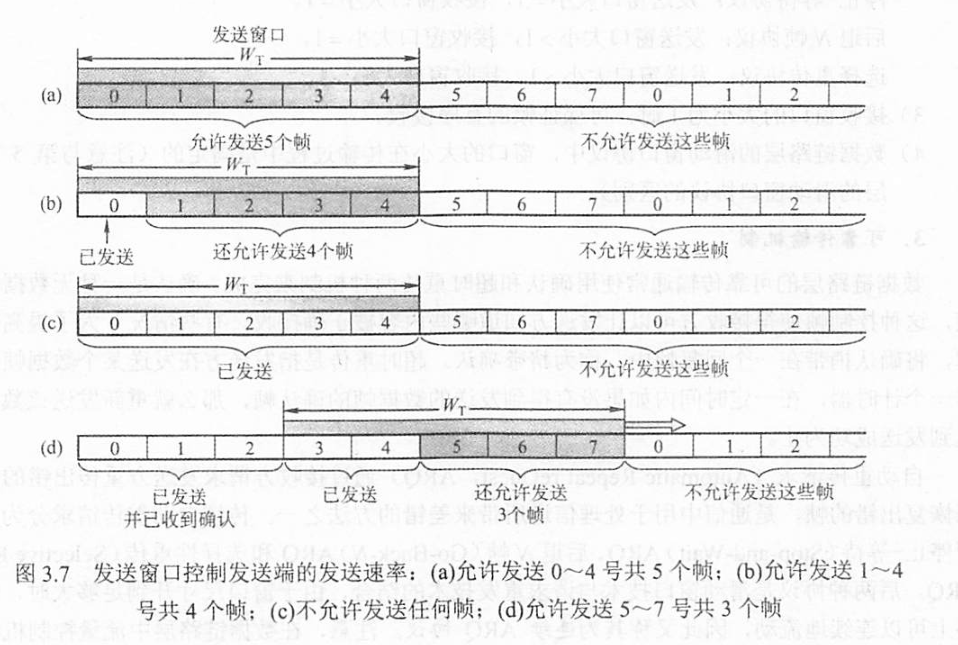 发送窗口
W_T
(a) 0 1 2 3 4 5 6 7 0 1 2
允许发送5个帧 不允许发送这些帧
W_T
(b) 0 1 2 3 4 5 6 7 0 1 2
已发送 还允许发送4个帧 不允许发送这些帧
W_T
(c) 0 1 2 3 4 5 6 7 0 1 2
已发送 不允许发送这些帧
W_T
(d) 0 1 2 3 4 5 6 7 0 1 2
已发送 已发送 还允许发送 不允许发送这些帧
并已收到确认 3个帧
图 3.7 发送窗口控制发送端的发送速率：(a)允许发送 0～4 号共 5 个帧；(b)允许发送 1～4
号共 4 个帧；(c)不允许发送任何帧；(d)允许发送 5～7 号共 3 个帧